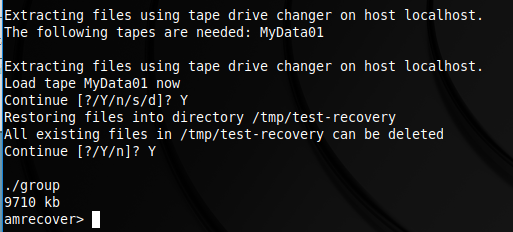 Extracting files using tape drive changer on host localhost.
The following tapes are needed: MyData01
Extracting files using tape drive changer on host localhost.
Load tape MyData01 now
Continue [?/Y/n/s/d]? Y
Restoring files into directory /tmp/test-recovery
All existing files in /tmp/test-recovery can be deleted
Continue [?/Y/n]? Y
./group
9710 kb
amrecover>